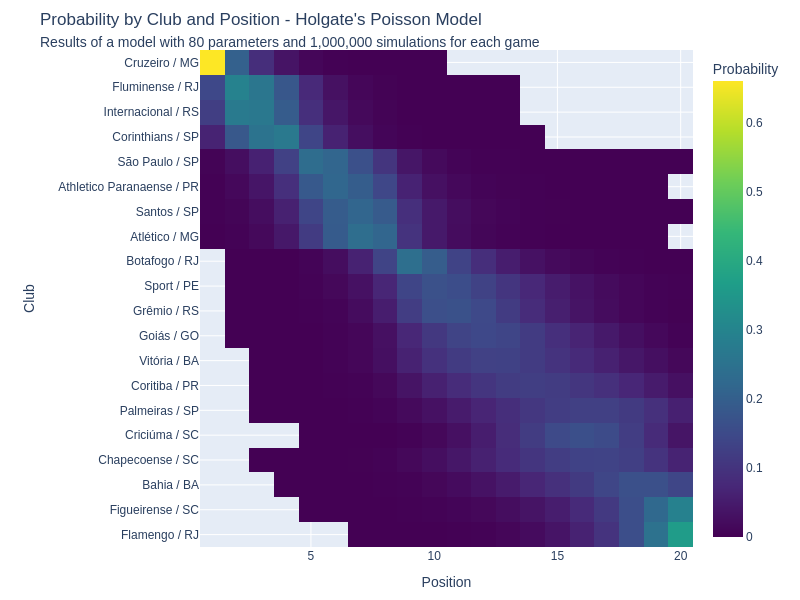 Probability by Club and Position - Holgate's Poisson Model
Results of a model with 80 parameters and 1,000,000 simulations for each game
Probability
Club
Cruzeiro / MG
Fluminense / RJ
Internacional / RS
Corinthians / SP
São Paulo / SP
Athletico Paranaense / PR
Santos / SP
Atlético / MG
Botafogo / RJ
Sport / PE
Grêmio / RS
Goiás / GO
Vitória / BA
Coritiba / PR
Palmeiras / SP
Criciúma / SC
Chapecoense / SC
Bahia / BA
Figueirense / SC
Flamengo / RJ
0.6
0.5
0.4
0.3
0.2
0.1
0
5 10 15 20
Position